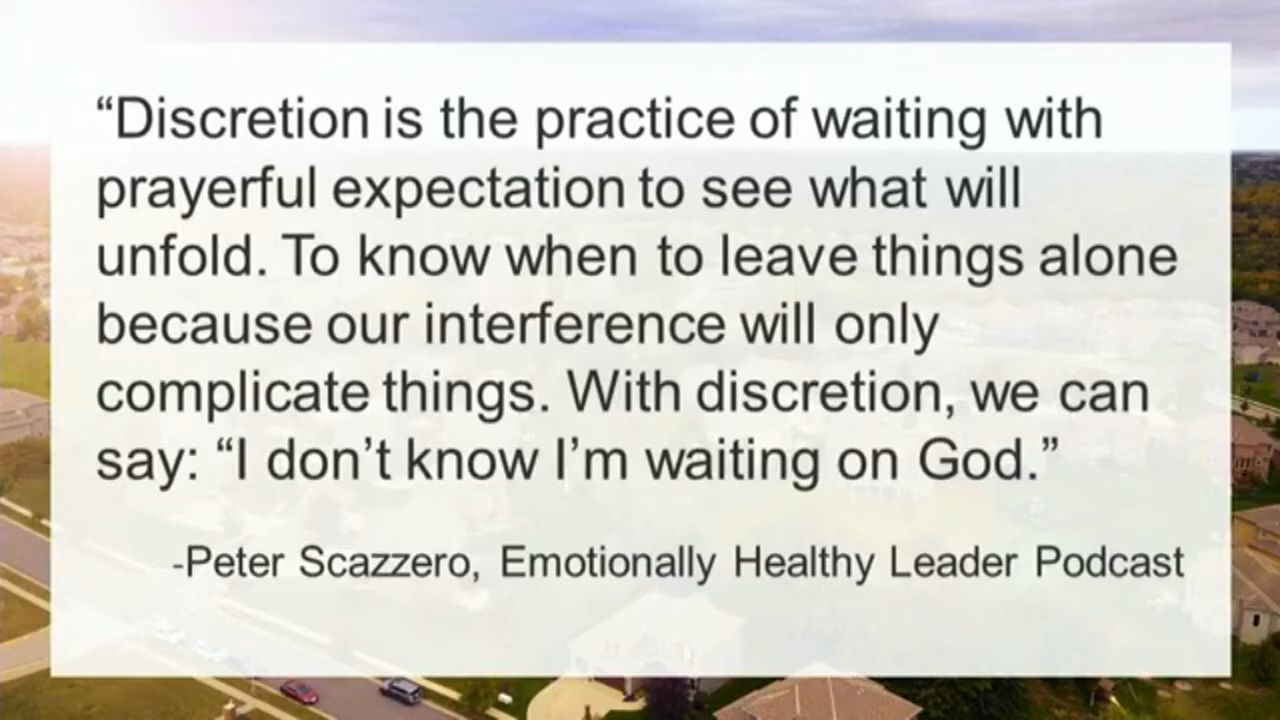 “Discretion is the practice of waiting with
prayerful expectation to see what will
unfold. To know when to leave things alone
because our interference will only
complicate things. With discretion, we can
say: “I don’t know I’m waiting on God.”
-Peter Scazzero, Emotionally Healthy Leader Podcast